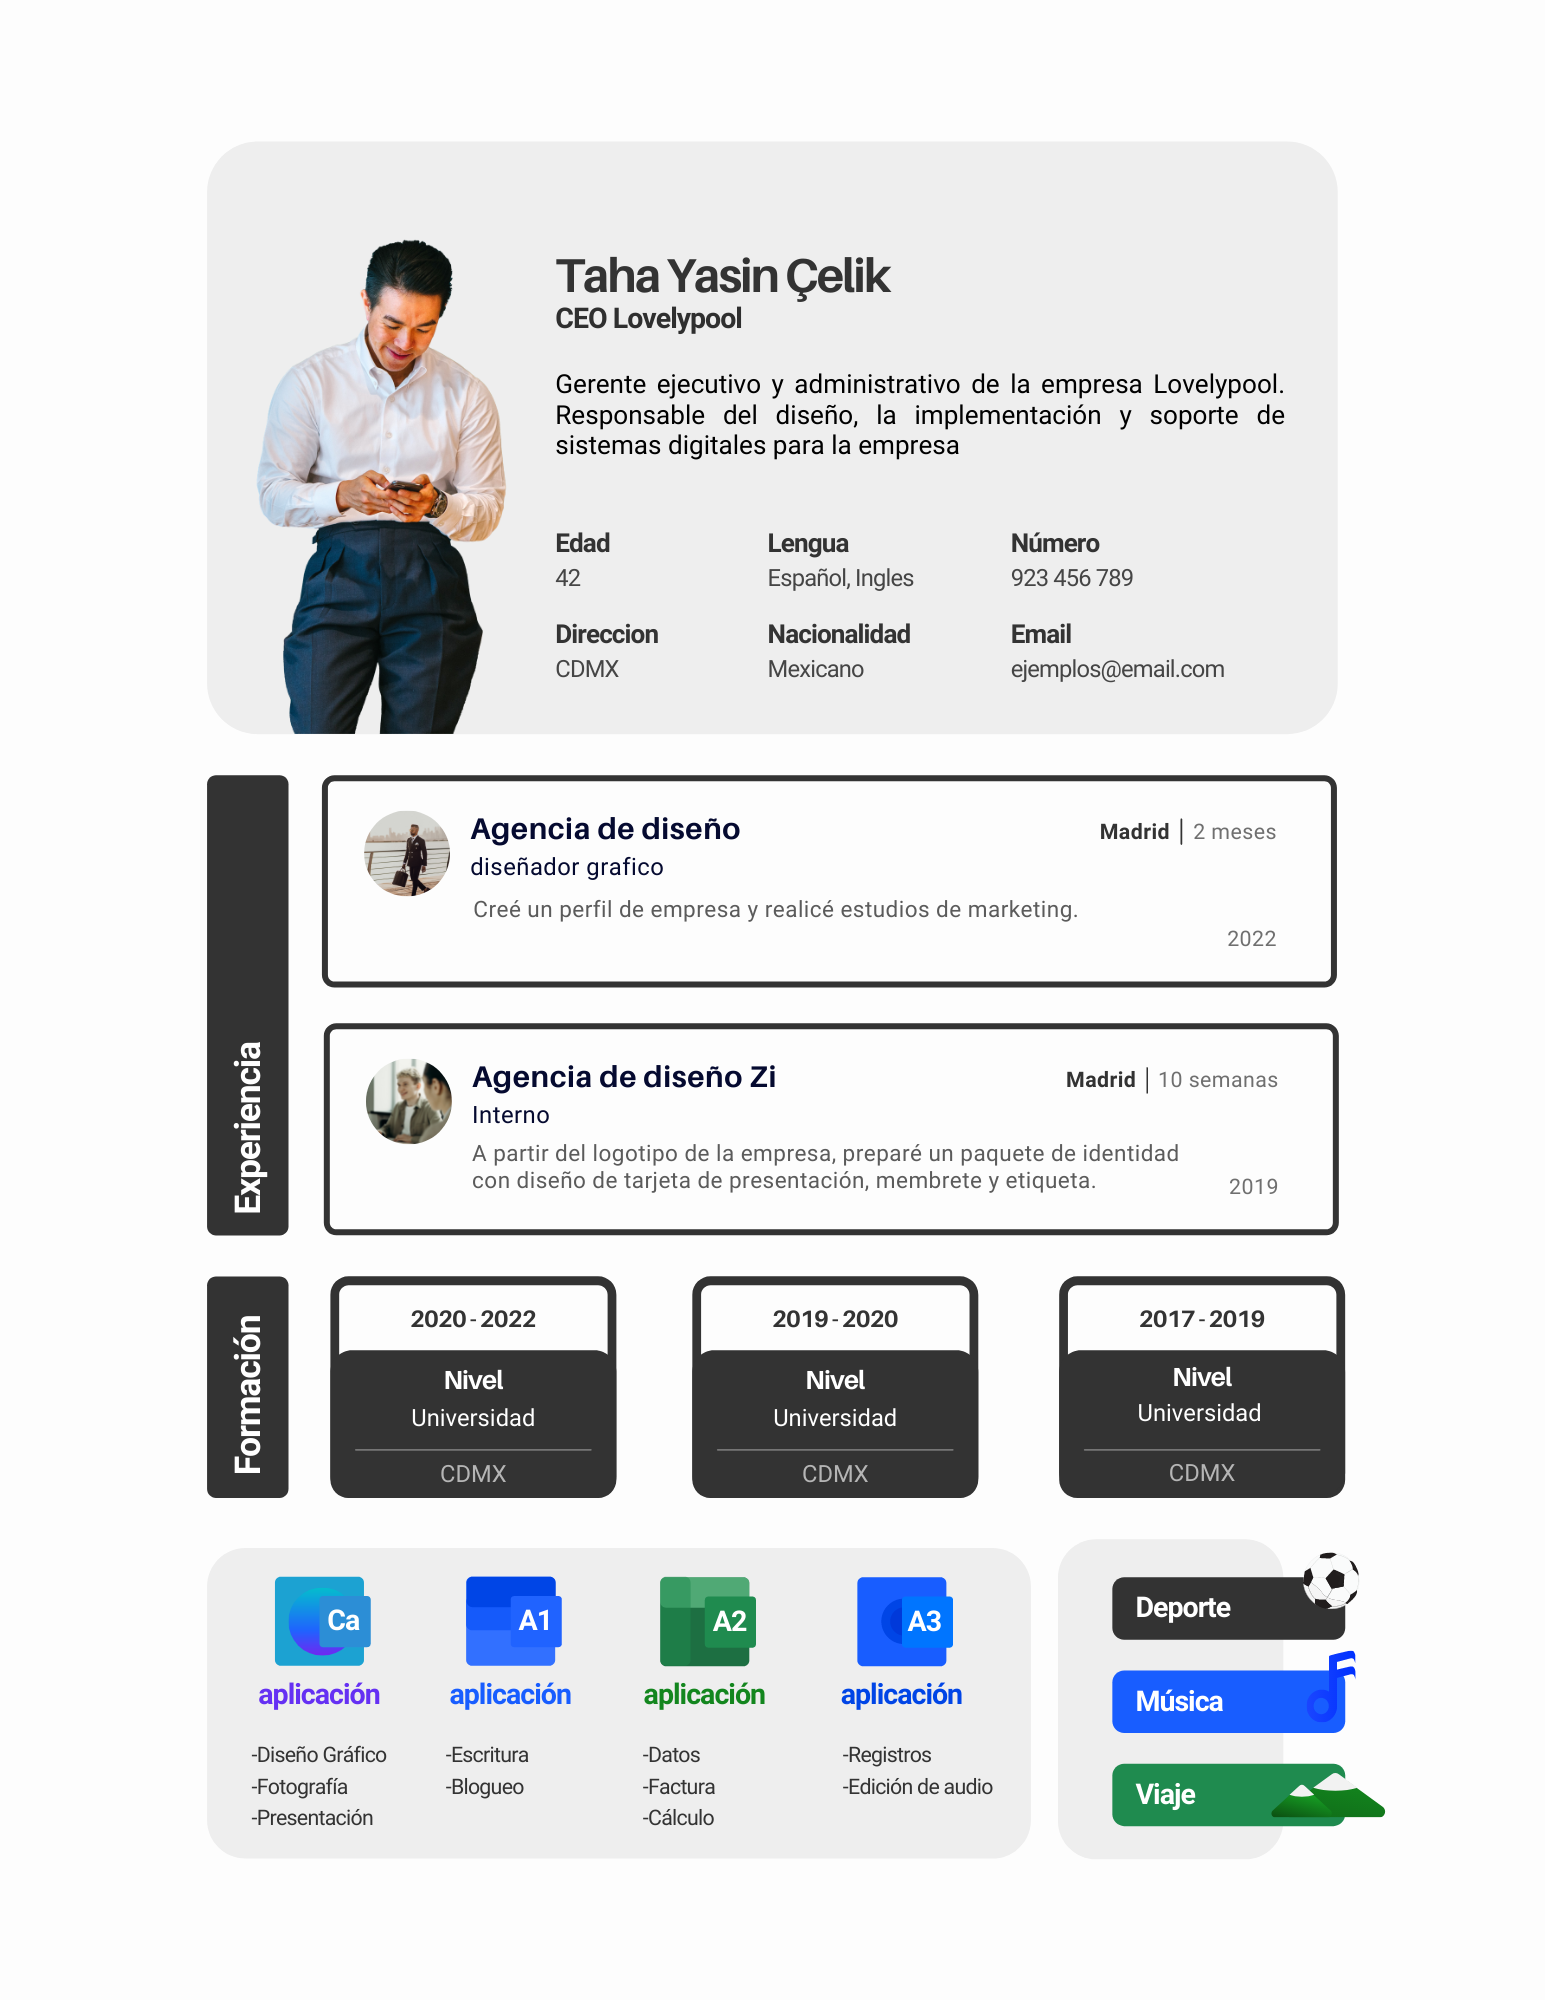 Taha Yasin Çelik
CEO Lovelypool
Gerente ejecutivo y administrativo de la empresa Lovelypool.
Responsable del diseño, la implementación y soporte de
sistemas digitales para la empresa
Edad
42
Lengua
Español, Ingles
Número
923 456 789
Direccion
CDMX
Nacionalidad
Mexicano
Email
ejemplos@email.com
Experiencia
Agencia de diseño
Madrid | 2 meses
diseñador grafico
Creé un perfil de empresa y realicé estudios de marketing.
2022
Agencia de diseño Zi
Madrid | 10 semanas
Interno
A partir del logotipo de la empresa, preparé un paquete de identidad
con diseño de tarjeta de presentación, membrete y etiqueta.
2019
Formación
2020 - 2022
Nivel
Universidad
CDMX
2019 - 2020
Nivel
Universidad
CDMX
2017 - 2019
Nivel
Universidad
CDMX
Ca
aplicación
-Diseño Gráfico
-Fotografía
-Presentación
A1
aplicación
-Escritura
-Blogueo
A2
aplicación
-Datos
-Factura
-Cálculo
A3
aplicación
-Registros
-Edición de audio
Deporte
Música
Viaje